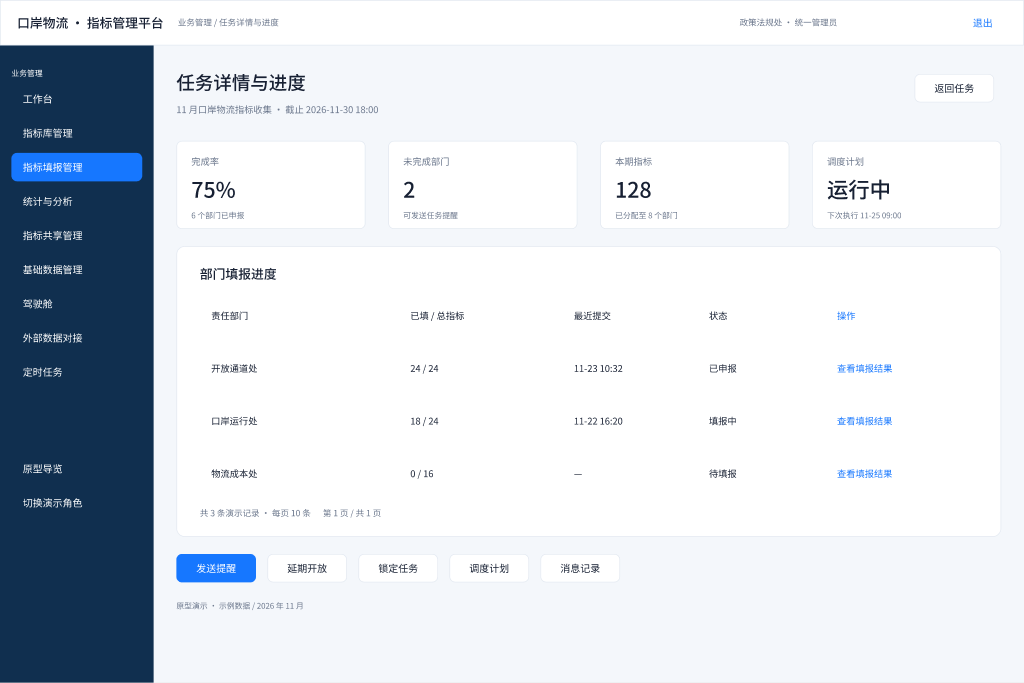 口岸物流 · 指标管理平台 业务管理 / 任务详情与进度 政策法规处 · 统一管理员 退出
业务管理
工作台
指标库管理
指标填报管理
统计与分析
指标共享管理
基础数据管理
驾驶舱
外部数据对接
定时任务
原型导览
切换演示角色
任务详情与进度
11 月口岸物流指标收集 · 截止 2026-11-30 18:00
返回任务
完成率
75%
6 个部门已申报
未完成部门
2
可发送任务提醒
本期指标
128
已分配至 8 个部门
调度计划
运行中
下次执行 11-25 09:00
部门填报进度
责任部门 已填 / 总指标 最近提交 状态 操作
开放通道处 24 / 24 11-23 10:32 已申报 查看填报结果
口岸运行处 18 / 24 11-22 16:20 填报中 查看填报结果
物流成本处 0 / 16 — 待填报 查看填报结果
共 3 条演示记录 · 每页 10 条 第 1 页 / 共 1 页
发送提醒 延期开放 锁定任务 调度计划 消息记录
原型演示 · 示例数据 / 2026 年 11 月